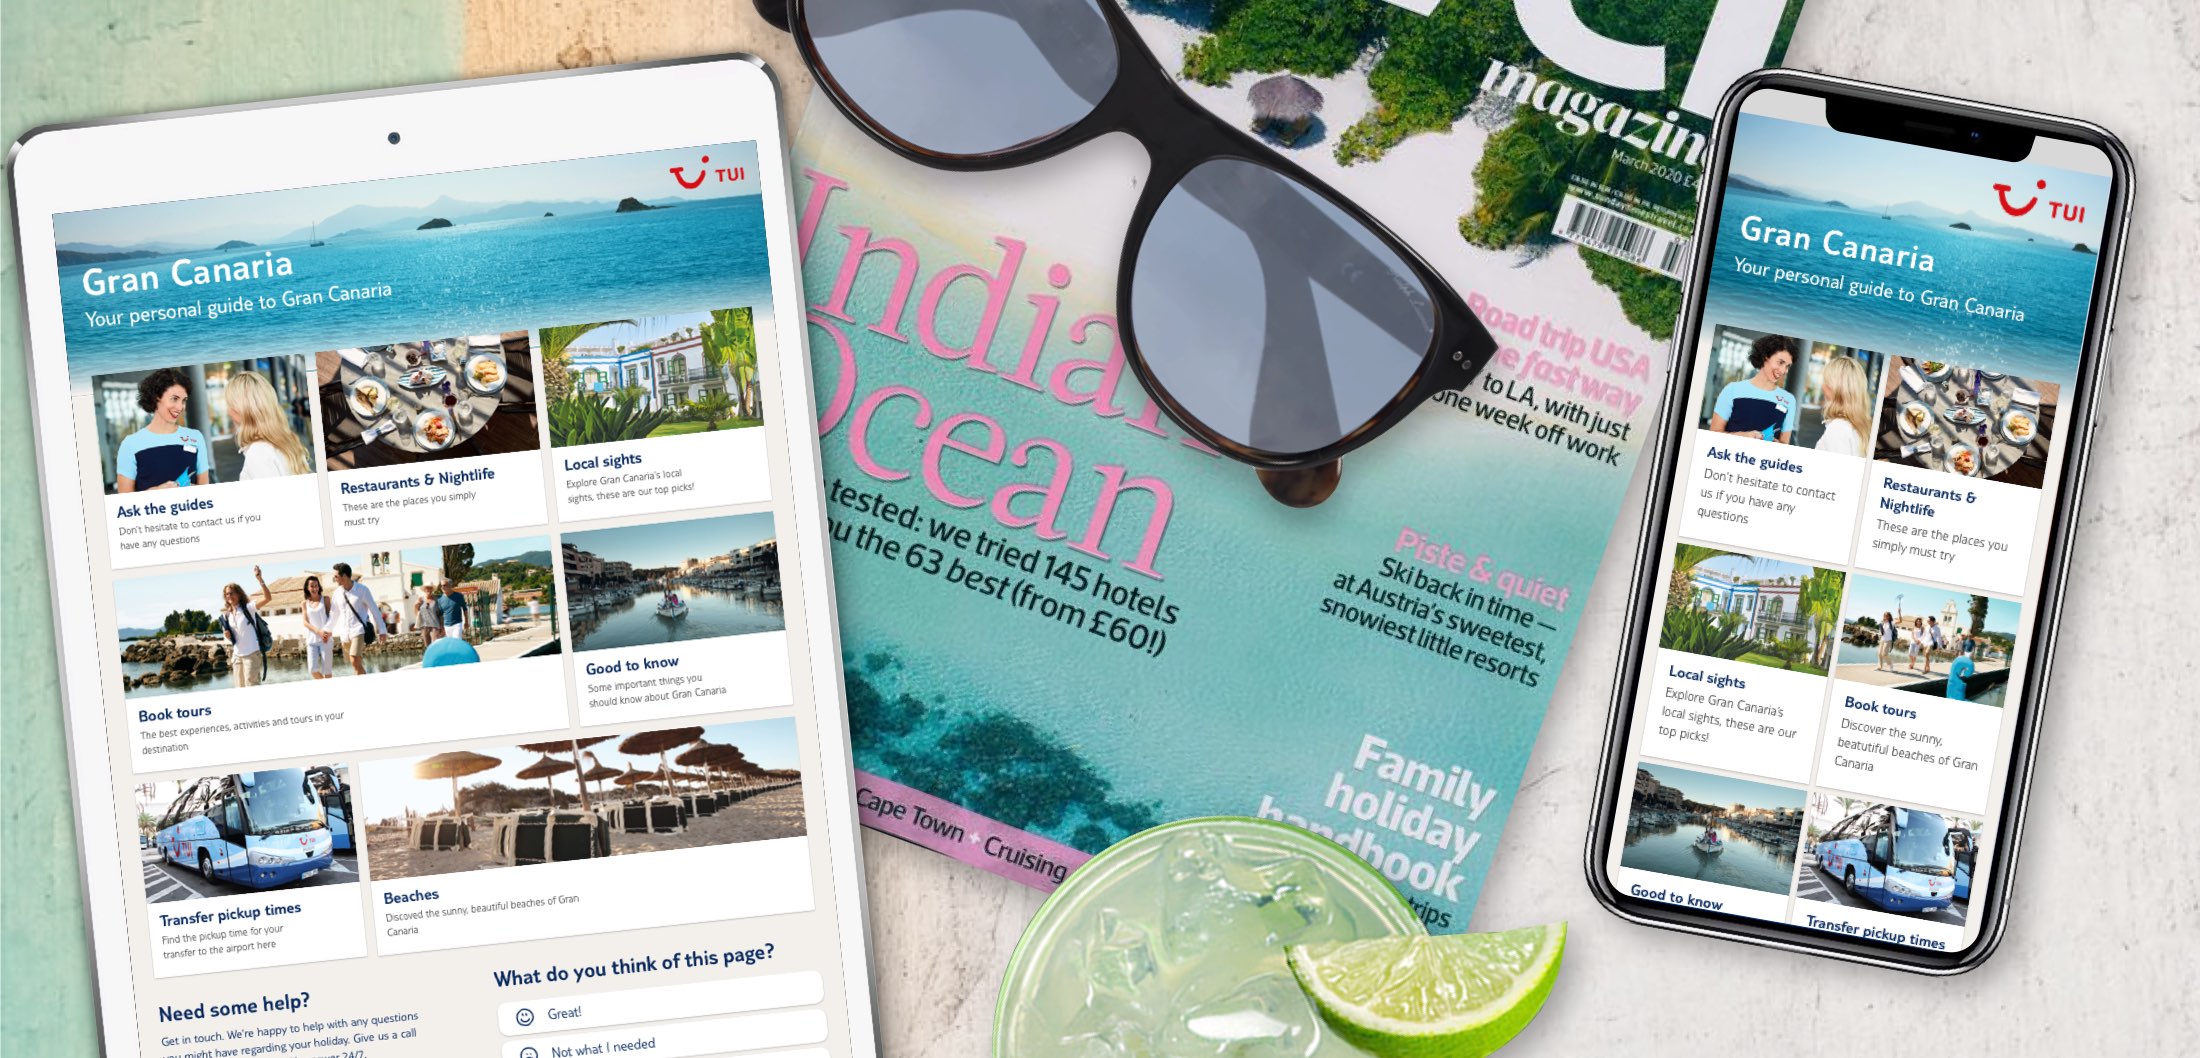 TUI
Gran Canaria
Your personal guide to Gran Canaria
TUI
Ask the guides
Don't hesitate to contact us if you
have any questions
Restaurants & Nightlife
These are the places you simply
must try
Local sights
Explore Gran Canaria's local
sights, these are our top picks!
Book tours
The best experiences, activities and tours in your
destination
Good to know
Some important things you
should know about Gran Canaria
TUI
TUI
Transfer pickup times
Find the pickup time for your
transfer to the airport here
Beaches
Discoved the sunny, beautiful beaches of Gran
Canaria
Need some help?
Get in touch. We're happy to help with any questions
you might have regarding your holiday. Give us a call
24/7.
What do you think of this page?
Great!
Not what I needed
magazin
March 2020
Indian
Ocean
tested: we tried 145 hotels
the 63 best (from £60!)
Road trip USA
fast way
to LA, with just
one week off work
Piste & quiet
Ski back in time —
at Austria's sweetest,
snowiest little resorts
Family
holiday
handbook
trips
Cape Town + Cruising
TUI
Gran Canaria
Your personal guide to Gran Canaria
Ask the guides
Don't hesitate to contact
us if you have any
questions
Restaurants &
Nightlife
These are the places you
simply must try
Local sights
Explore Gran Canaria's
local sights, these are our
top picks!
Book tours
Discover the sunny,
beatutiful beaches of Gran
Canaria
Good to know
Transfer pickup times